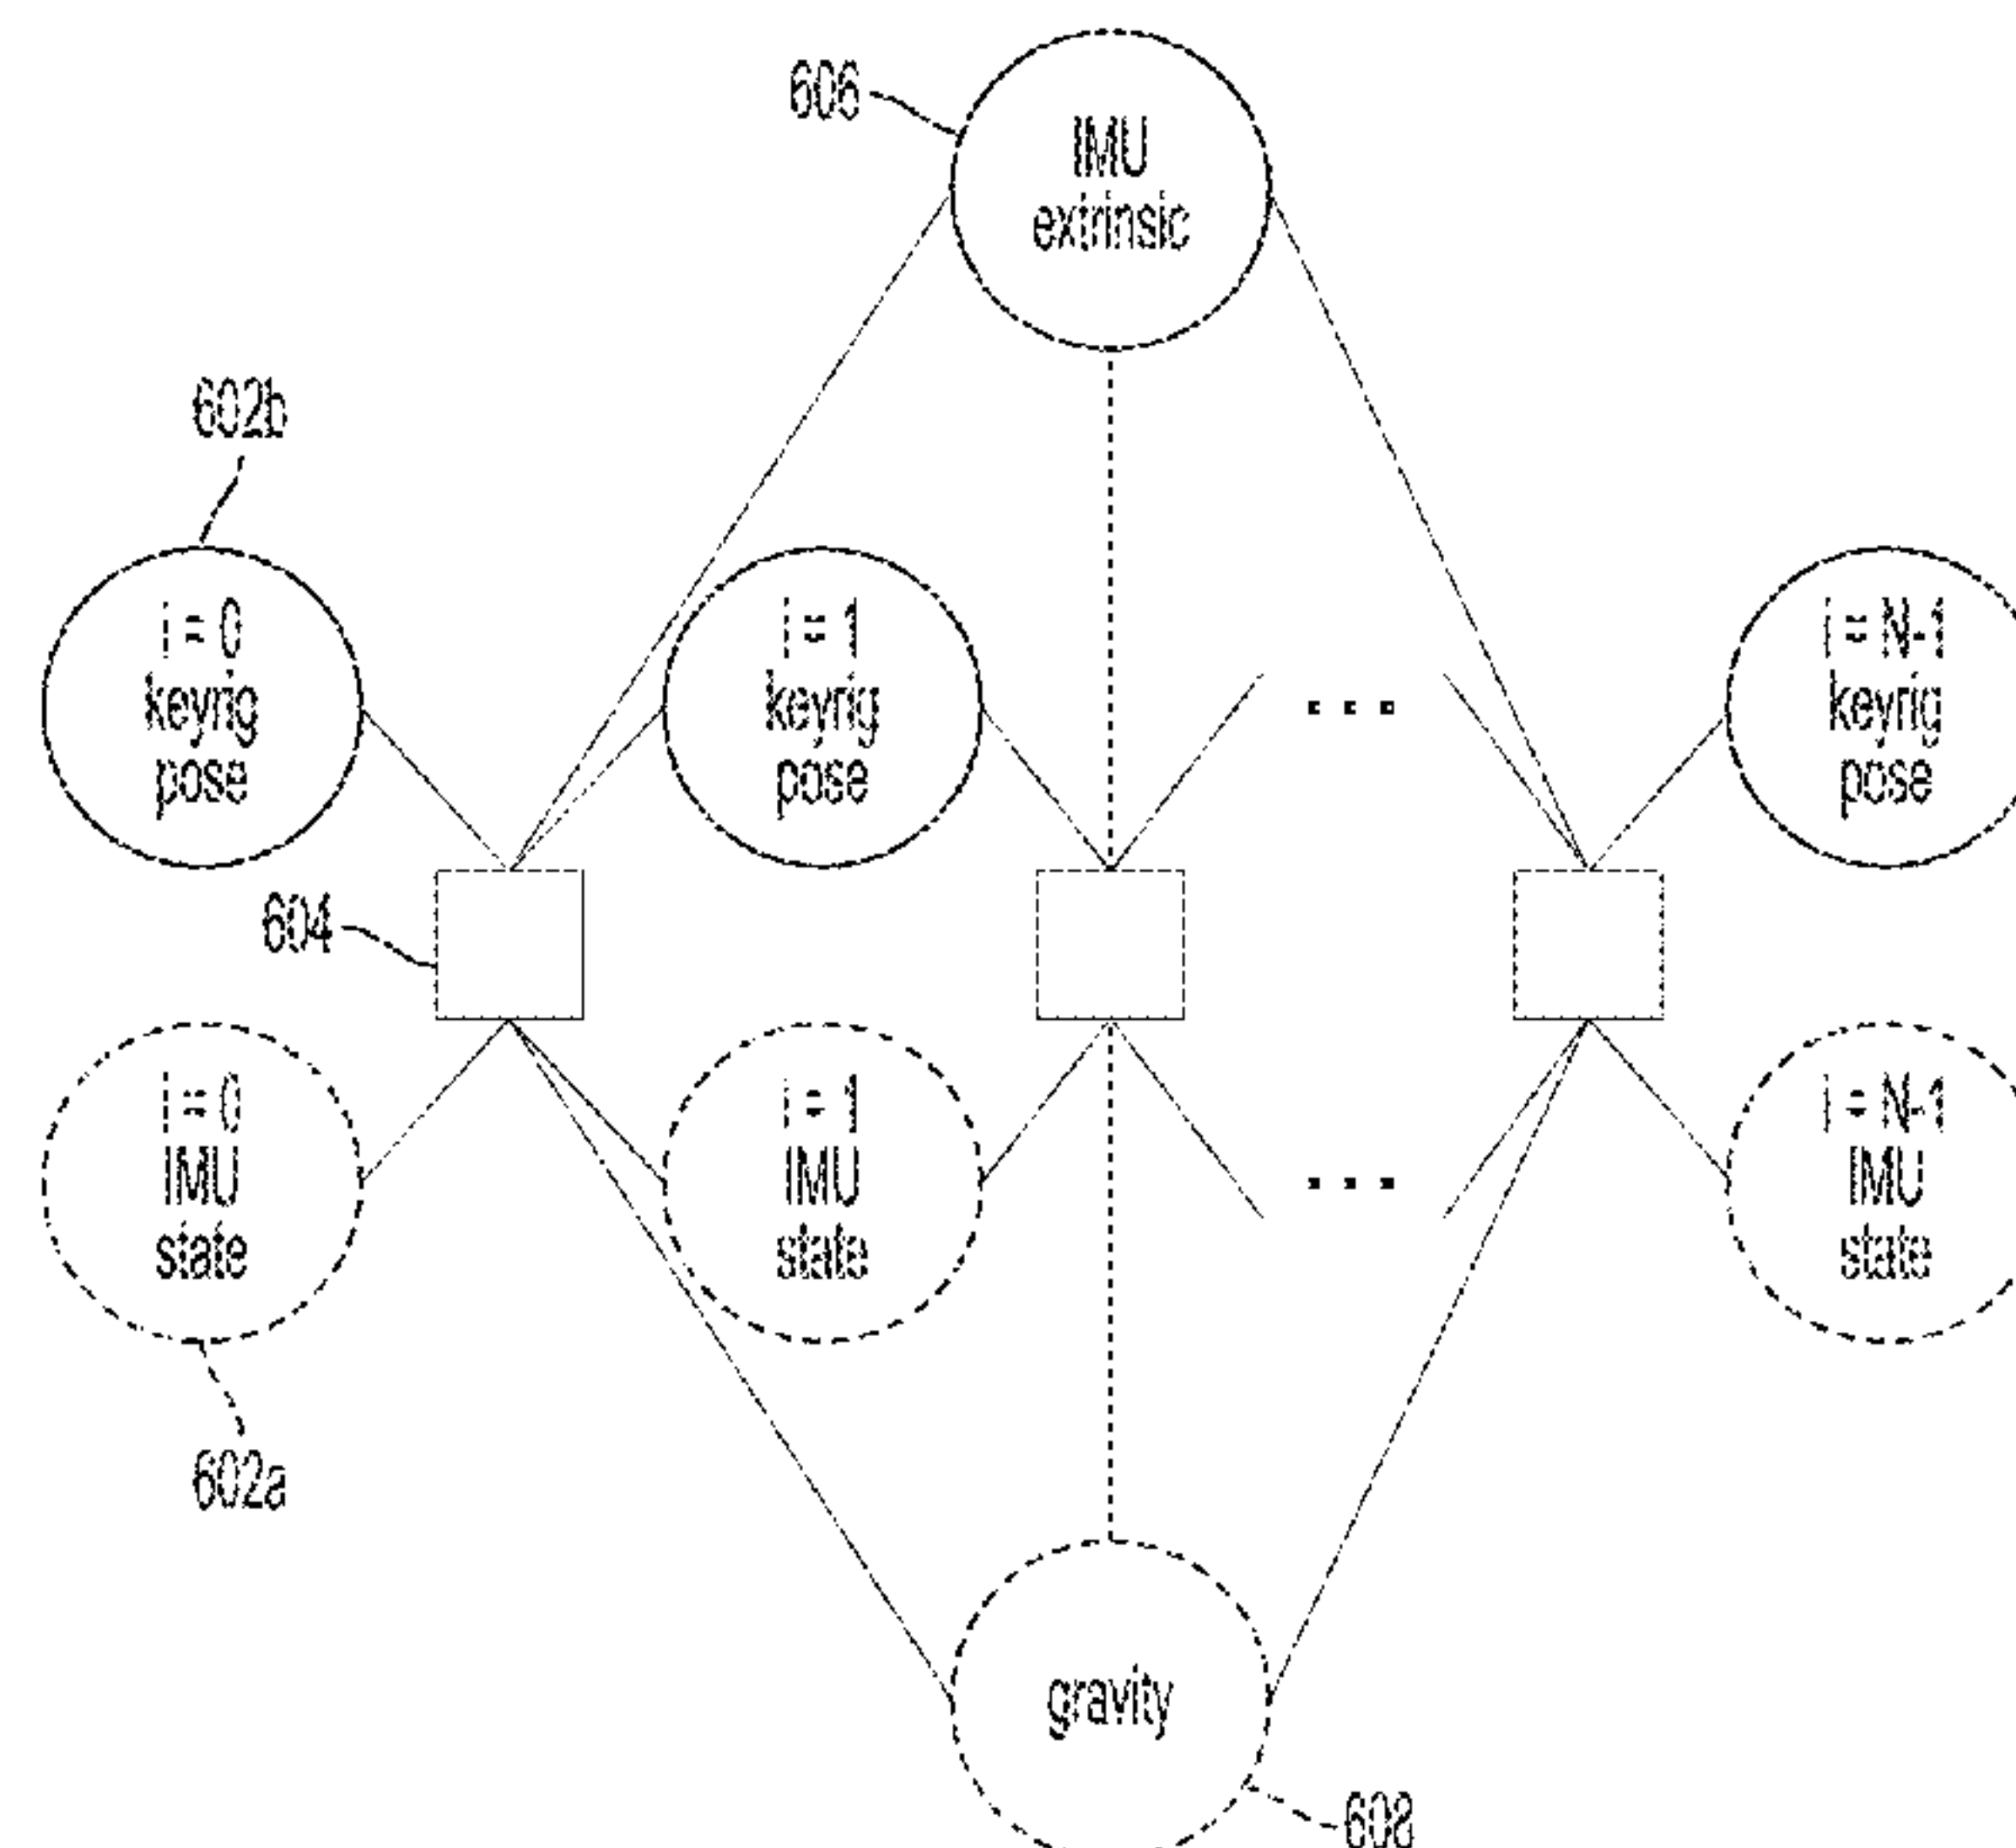 606
IMU
extrinsic
602b
i = 0
keyrig
pose
i = 1
keyrig
pose
...
i = N-1
keyrig
pose
604
i = 0
IMU
state
i = 1
IMU
state
...
i = N-1
IMU
state
602a
gravity
608